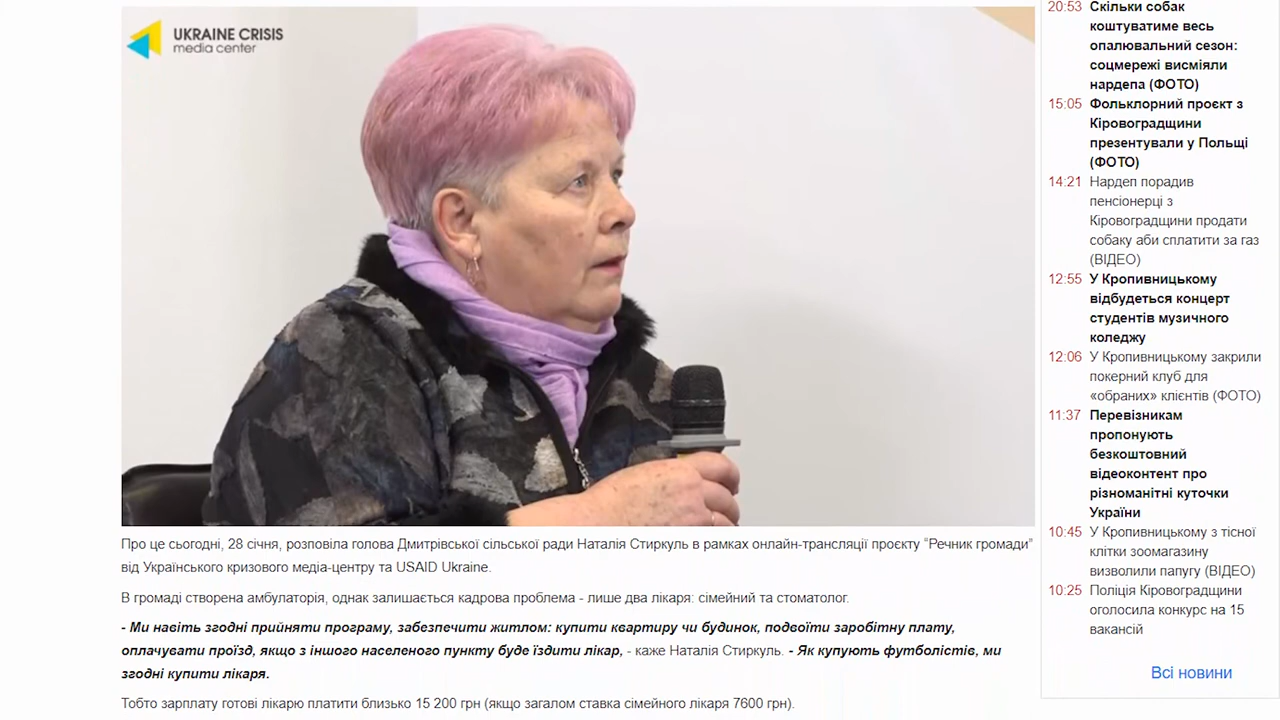 UKRAINE CRISIS
media center
Про це сьогодні, 28 січня, розповіла голова Дмитрівської сільської ради Наталія Стиркуль в рамках онлайн-трансляції проєкту “Речник громади”
від Українського кризового медіа-центру та USAID Ukraine.
В громаді створена амбулаторія, однак залишається кадрова проблема - лише два лікаря: сімейний та стоматолог.
- Ми навіть згодні прийняти програму, забезпечити житлом: купити квартиру чи будинок, подвоїти заробітну плату,
оплачувати проїзд, якщо з іншого населеного пункту буде їздити лікар, - каже Наталія Стиркуль. - Як купують футболістів, ми
згодні купити лікаря.
Тобто зарплату готові лікарю платити близько 15 200 грн (якщо загалом ставка сімейного лікаря 7600 грн).
20:53 Скільки собак
коштуватиме весь
опалювальний сезон:
соцмережі висміяли
нардепа (ФОТО)
15:05 Фольклорний проєкт з
Кіровоградщини
презентували у Польщі
(ФОТО)
14:21 Нардеп порадив
пенсіонерці з
Кіровоградщини продати
собаку аби сплатити за газ
(ВІДЕО)
12:55 У Кропивницькому
відбудеться концерт
студентів музичного
коледжу
12:06 У Кропивницькому закрили
покерний клуб для
«обраних» клієнтів (ФОТО)
11:37 Перевізникам
пропонують
безкоштовний
відеоконтент про
різноманітні куточки
України
10:45 У Кропивницькому з тісної
клітки зоомагазину
визволили папугу (ВІДЕО)
10:25 Поліція Кіровоградщини
оголосила конкурс на 15
вакансій
Всі новини